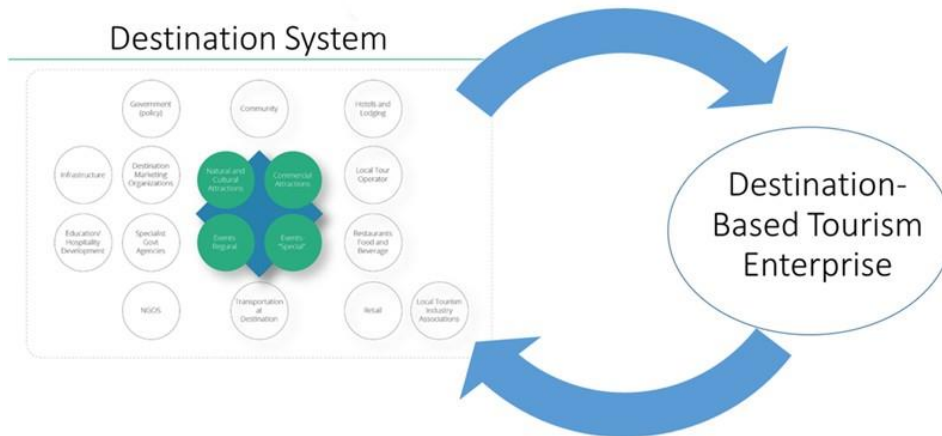 Destination System
Government
(policy)
Community
Hotels and
Lodging
Infrastructure
Destination
Marketing
Organizations
Natural and
Cultural
Attractions
Commercial
Attractions
Local Tour
Operator
Education/
Hospitality
Development
Specialist
Govt
Agencies
Events
Regural
Events
"Special"
Restaurants
Food and
Beverage
NGOS
Transportation
at
Destination
Retail
Local Tourism
Industry
Associations
Destination-
Based Tourism
Enterprise